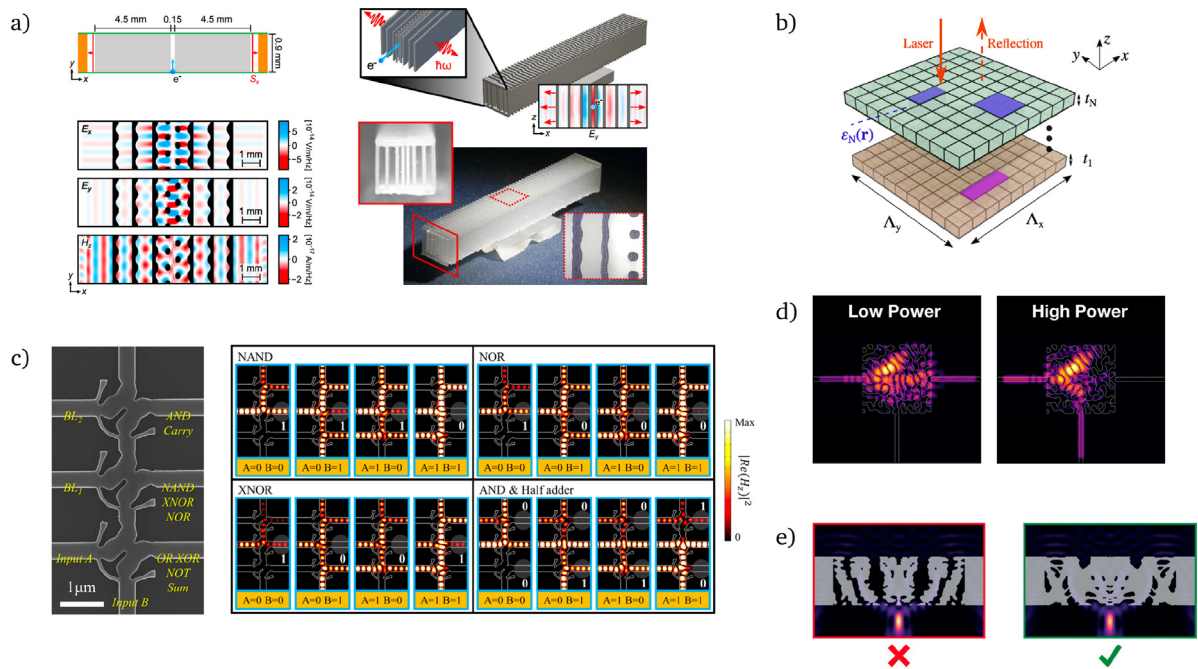 a)
4.5 mm
0.15
4.5 mm
0.9 mm
y
x
e⁻
Sₓ
Eₓ
1 mm
5
0
−5
[10⁻¹⁴ V/m/Hz]
E_y
1 mm
2
0
−2
[10⁻¹⁴ V/m/Hz]
H_z
1 mm
2
0
−2
[10⁻¹⁷ A/m/Hz]
y
x
e⁻
ħω
e⁻
z
x
E_y
b)
Laser
Reflection
z
y
x
t_N
ε_N(r)
t₁
Λ_y
Λₓ
c)
BL₂
AND
Carry
BL₁
NAND
XNOR
NOR
Input A
OR XOR
NOT
Sum
1μm
Input B
NAND
NOR
1
1
1
0
1
0
0
0
A=0 B=0
A=0 B=1
A=1 B=0
A=1 B=1
A=0 B=0
A=0 B=1
A=1 B=0
A=1 B=1
XNOR
AND & Half adder
0
0
0
1
1
0
0
1
0
1
1
0
A=0 B=0
A=0 B=1
A=1 B=0
A=1 B=1
A=0 B=0
A=0 B=1
A=1 B=0
A=1 B=1
Max
|Re(H_z)|²
0
d)
Low Power
High Power
e)